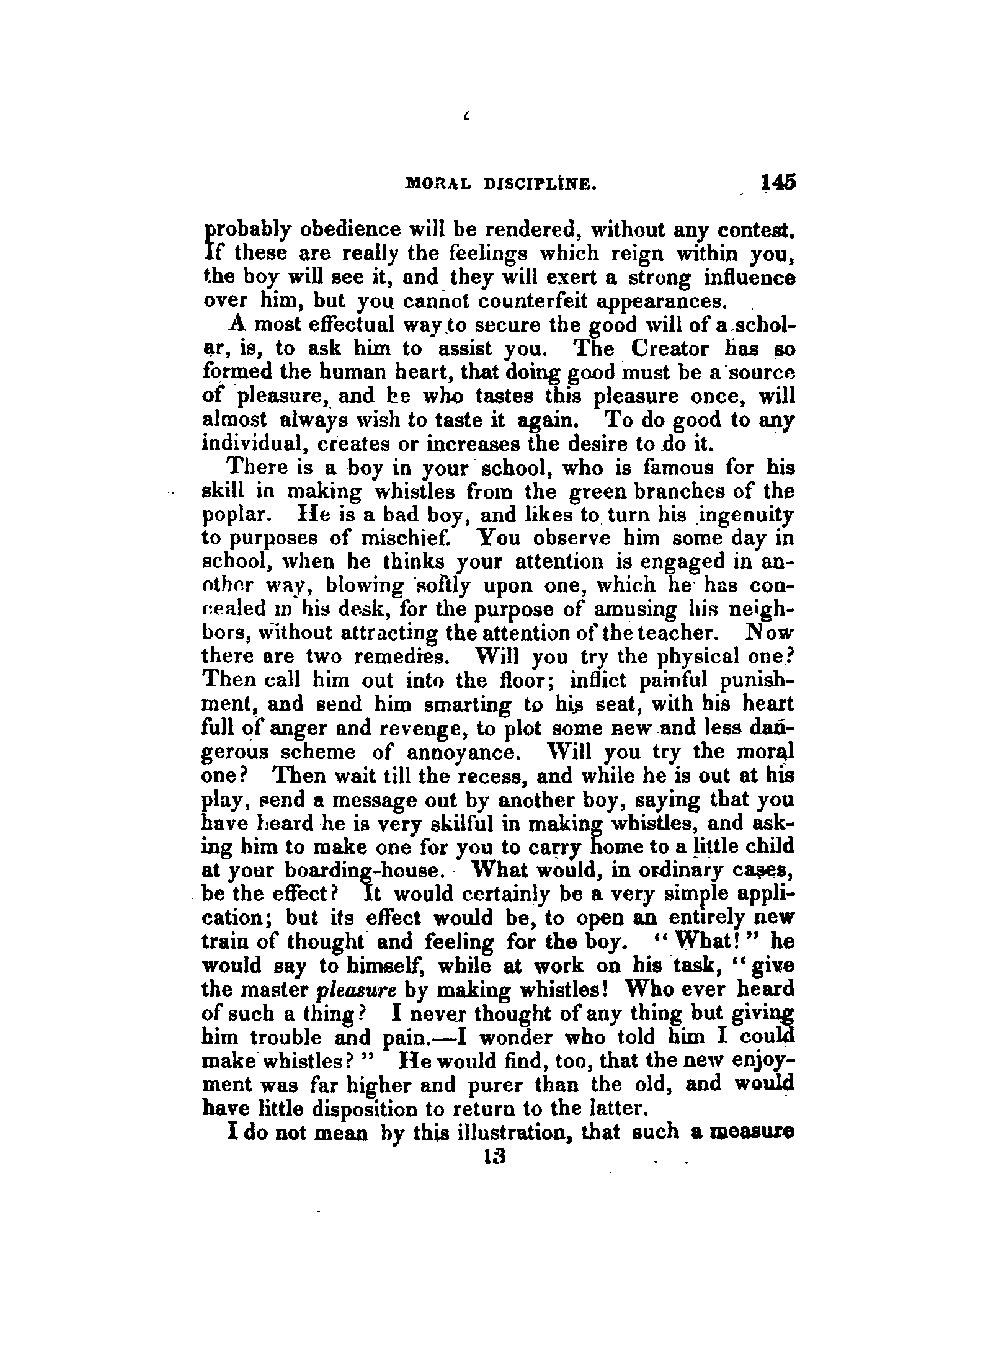 MORAL DISCIPLINE. 145
probably obedience will be rendered, without any contest.
If these are really the feelings which reign within you,
the boy will see it, and they will exert a strong influence
over him, but you cannot counterfeit appearances.
A most effectual way to secure the good will of a schol-
ar, is, to ask him to assist you. The Creator has so
formed the human heart, that doing good must be a source
of pleasure, and he who tastes this pleasure once, will
almost always wish to taste it again. To do good to any
individual, creates or increases the desire to do it.
There is a boy in your school, who is famous for his
skill in making whistles from the green branches of the
poplar. He is a bad boy, and likes to turn his ingenuity
to purposes of mischief. You observe him some day in
school, when he thinks your attention is engaged in an-
other way, blowing softly upon one, which he has con-
cealed in his desk, for the purpose of amusing his neigh-
bors, without attracting the attention of the teacher. Now
there are two remedies. Will you try the physical one?
Then call him out into the floor; inflict painful punish-
ment, and send him smarting to his seat, with his heart
full of anger and revenge, to plot some new and less dan-
gerous scheme of annoyance. Will you try the moral
one? Then wait till the recess, and while he is out at his
play, send a message out by another boy, saying that you
have heard he is very skilful in making whistles, and ask-
ing him to make one for you to carry home to a little child
at your boarding-house. What would, in ordinary cases,
be the effect? It would certainly be a very simple appli-
cation; but its effect would be, to open an entirely new
train of thought and feeling for the boy. "What!" he
would say to himself, while at work on his task, "give
the master pleasure by making whistles! Who ever heard
of such a thing? I never thought of any thing but giving
him trouble and pain.—I wonder who told him I could
make whistles?" He would find, too, that the new enjoy-
ment was far higher and purer than the old, and would
have little disposition to return to the latter.
I do not mean by this illustration, that such a measure
13